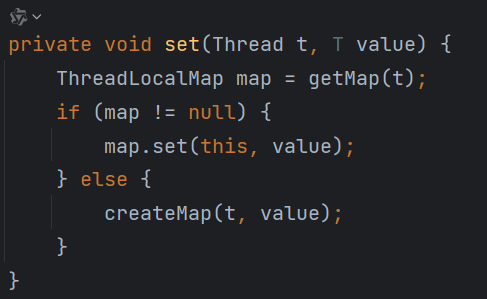 private void set(Thread t, T value) {
    ThreadLocalMap map = getMap(t);
    if (map != null) {
        map.set(this, value);
    } else {
        createMap(t, value);
    }
}